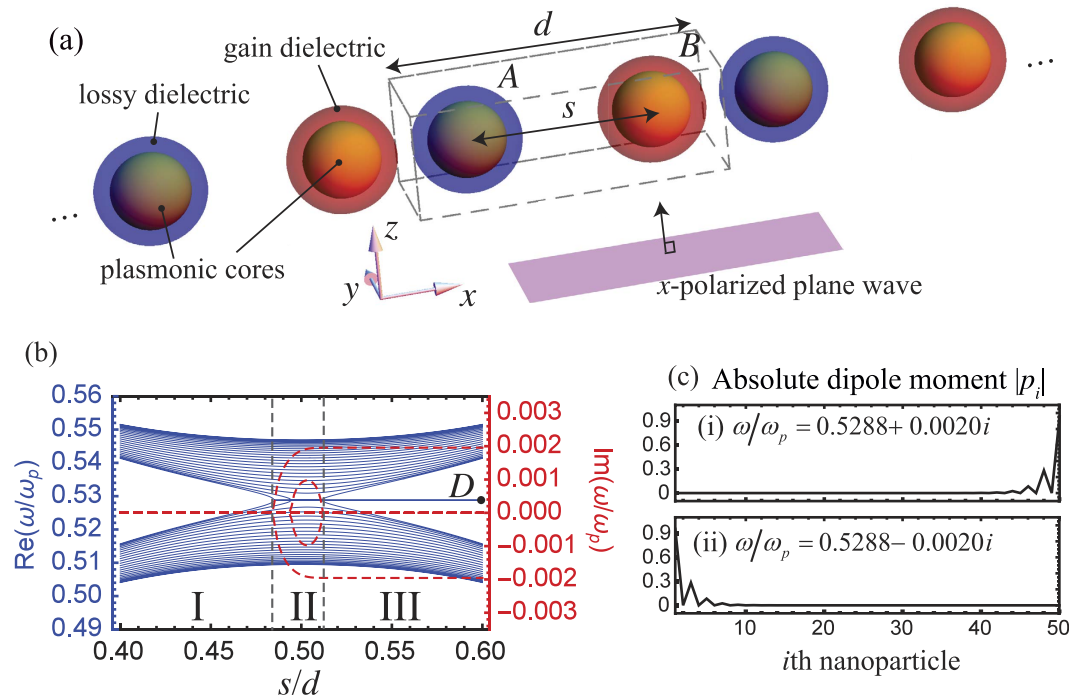 (a)
d
gain dielectric
A
B
lossy dielectric
s
...
...
z
plasmonic cores
y
x
x-polarized plane wave
(b)
0.56
0.55
0.54
0.53
0.52
0.51
0.50
0.49
Re(ω/ωp)
0.003
0.002
0.001
0.000
−0.001
−0.002
−0.003
Im(ω/ωp)
D
I
II
III
0.40
0.45
0.50
0.55
0.60
s/d
(c)
Absolute dipole moment |pi|
0.9
0.6
0.3
0
(i) ω/ωp = 0.5288+ 0.0020i
0.9
0.6
0.3
0
(ii) ω/ωp = 0.5288− 0.0020i
10
20
30
40
50
ith nanoparticle